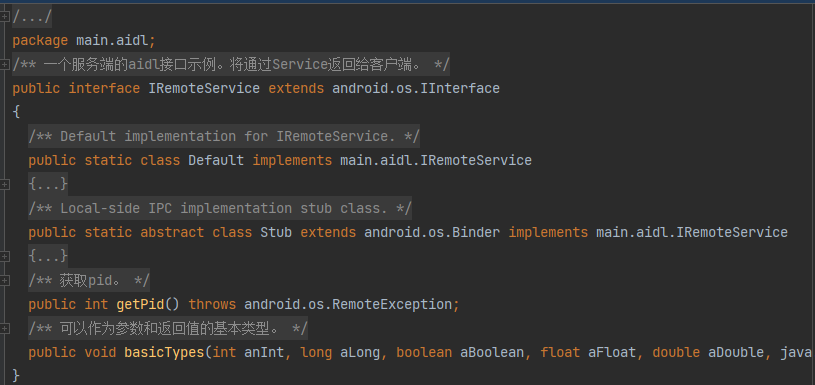 /.../
package main.aidl;
/** 一个服务端的aidl接口示例。将通过Service返回给客户端。 */
public interface IRemoteService extends android.os.IInterface
{
/** Default implementation for IRemoteService. */
public static class Default implements main.aidl.IRemoteService
{...}
/** Local-side IPC implementation stub class. */
public static abstract class Stub extends android.os.Binder implements main.aidl.IRemoteService
{...}
/** 获取pid。 */
public int getPid() throws android.os.RemoteException;
/** 可以作为参数和返回值的基本类型。 */
public void basicTypes(int anInt, long aLong, boolean aBoolean, float aFloat, double aDouble, java
}